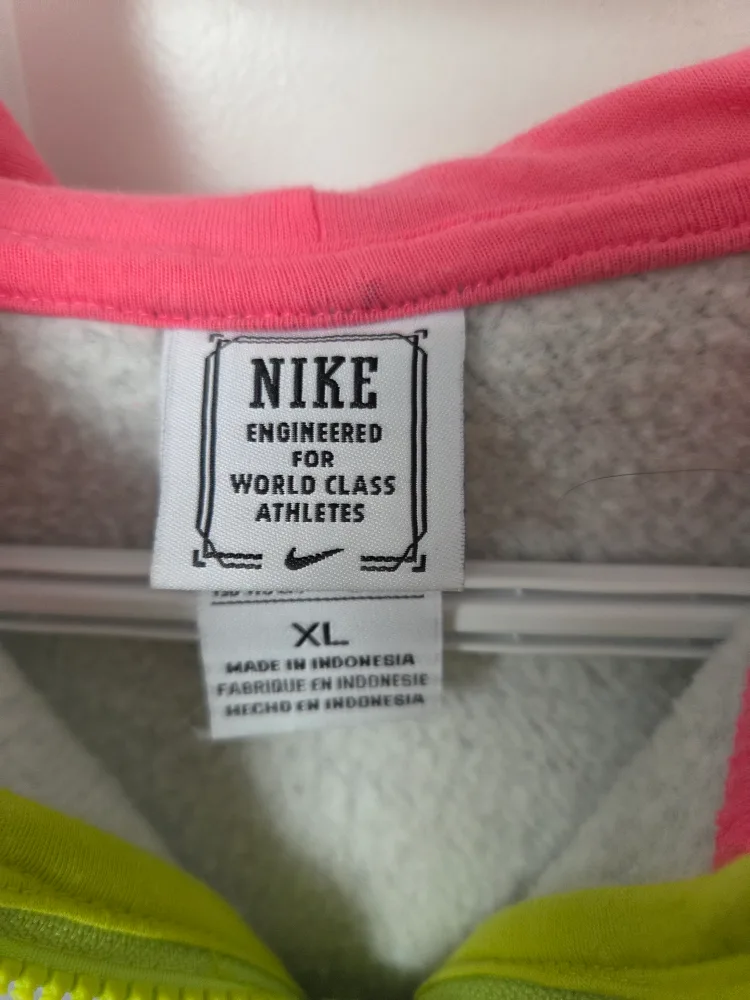 NIKE
ENGINEERED
FOR
WORLD CLASS
ATHLETES
XL
MADE IN INDONESIA
FABRIQUE EN INDONESIE
HECHO EN INDONESIA